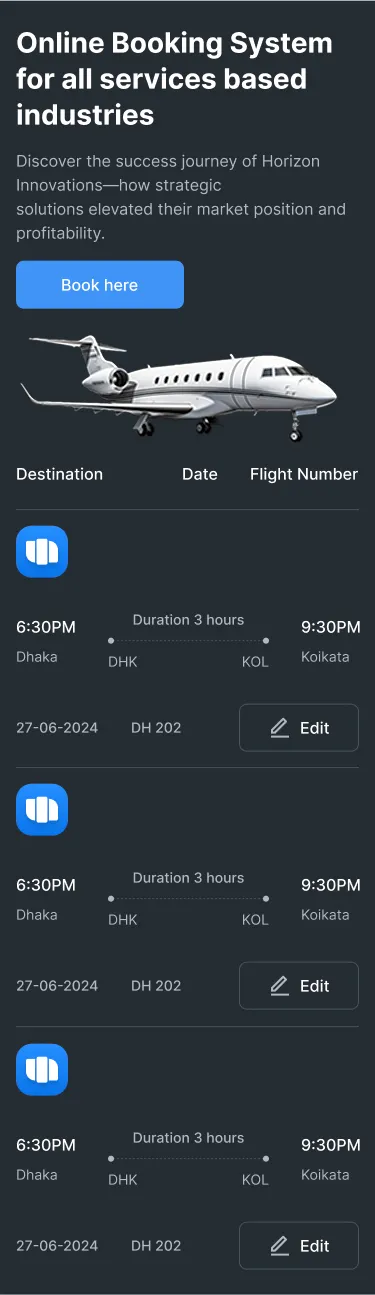 Online Booking System
for all services based
industries
Discover the success journey of Horizon
Innovations—how strategic
solutions elevated their market position and
profitability.
Book here
Destination Date Flight Number
Duration 3 hours
6:30PM 9:30PM
Dhaka DHK KOL Koikata
27-06-2024 DH 202 Edit
Duration 3 hours
6:30PM 9:30PM
Dhaka DHK KOL Koikata
27-06-2024 DH 202 Edit
Duration 3 hours
6:30PM 9:30PM
Dhaka DHK KOL Koikata
27-06-2024 DH 202 Edit